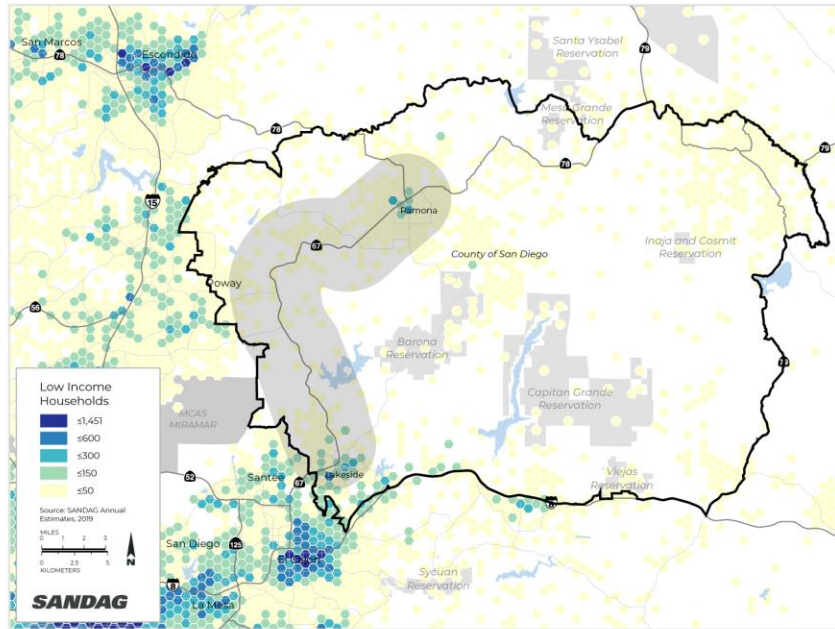 San Marcos
78
Escondido
Santa Ysabel
Reservation
79
Mesa Grande
Reservation
78
79
78
15
Ramona
67
County of San Diego
Inaja and Cosmit
Reservation
Poway
56
Barona
Reservation
79
Capitan Grande
Reservation
MCAS
MIRAMAR
Low Income
Households
≤1,451
≤600
≤300
≤150
≤50
Source: SANDAG Annual
Estimates, 2019
MILES
0 1 2 3
0 2.5 5
KILOMETERS
N
SANDAG
52
Santee
67
Lakeside
Viejas
Reservation
8
San Diego
125
El Cajon
Sycuan
Reservation
8
La Mesa